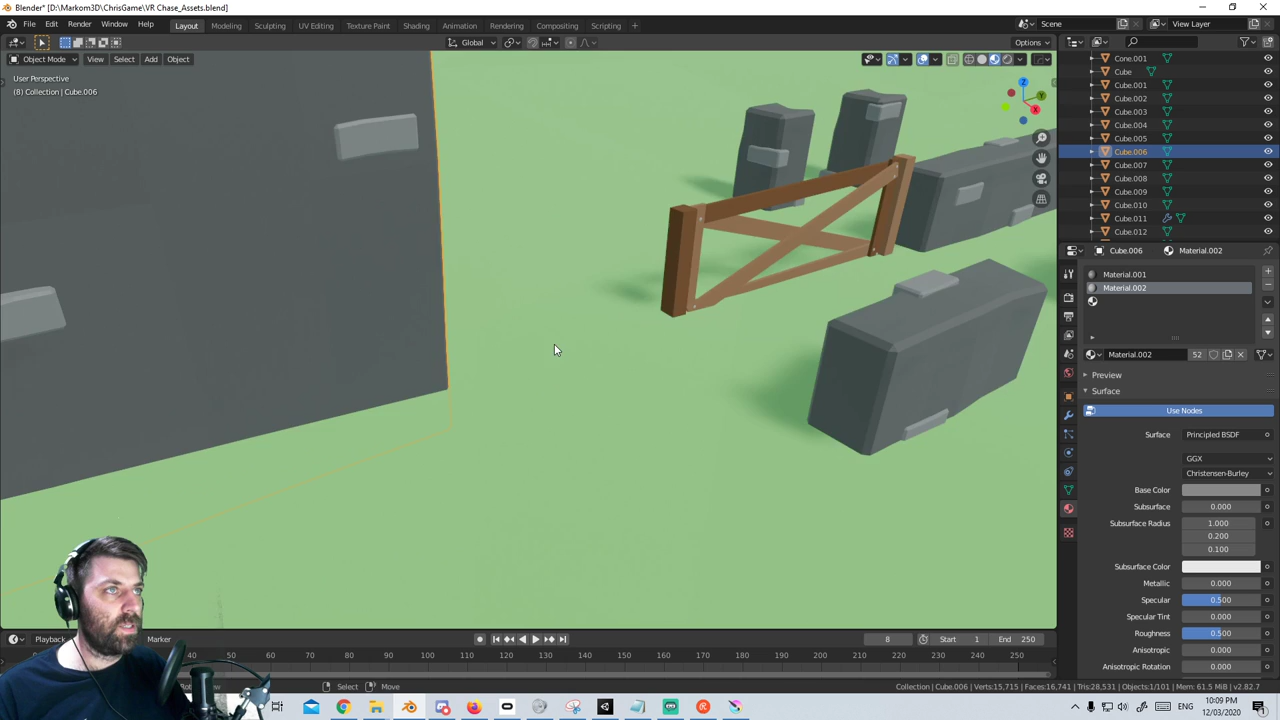 Blender* [D:\Markom3D\ChrisGame\VR Chase_Assets.blend]
File Edit Render Window Help Layout Modeling Sculpting UV Editing Texture Paint Shading Animation Rendering Compositing Scripting + Scene View Layer
Global Options
Object Mode View Select Add Object
User Perspective
(8) Collection | Cube.006
Z
Y
X
Cone.001
Cube
Cube.001
Cube.002
Cube.003
Cube.004
Cube.005
Cube.006
Cube.007
Cube.008
Cube.009
Cube.010
Cube.011
Cube.012
Cube.006 Material.002
Material.001
Material.002
Material.002 52
Preview
Surface
Use Nodes
Surface Principled BSDF
GGX
Christensen-Burley
Base Color
Subsurface 0.000
Subsurface Radius 1.000
0.200
0.100
Subsurface Color
Metallic 0.000
Specular 0.500
Specular Tint 0.000
Roughness 0.500
Anisotropic 0.000
Anisotropic Rotation 0.000
Playback Marker 8 Start 1 End 250
50 60 70 80 90 100 110 120 130 140 150 160 170 180 190 200 210 220 230 240 250
Select Move Collection | Cube.006 | Verts:15,715 | Faces:16,741 | Tris:28,531 | Objects:1/101 | Mem: 61.5 MiB | v2.82.7
ENG
10:09 PM
12/03/2020